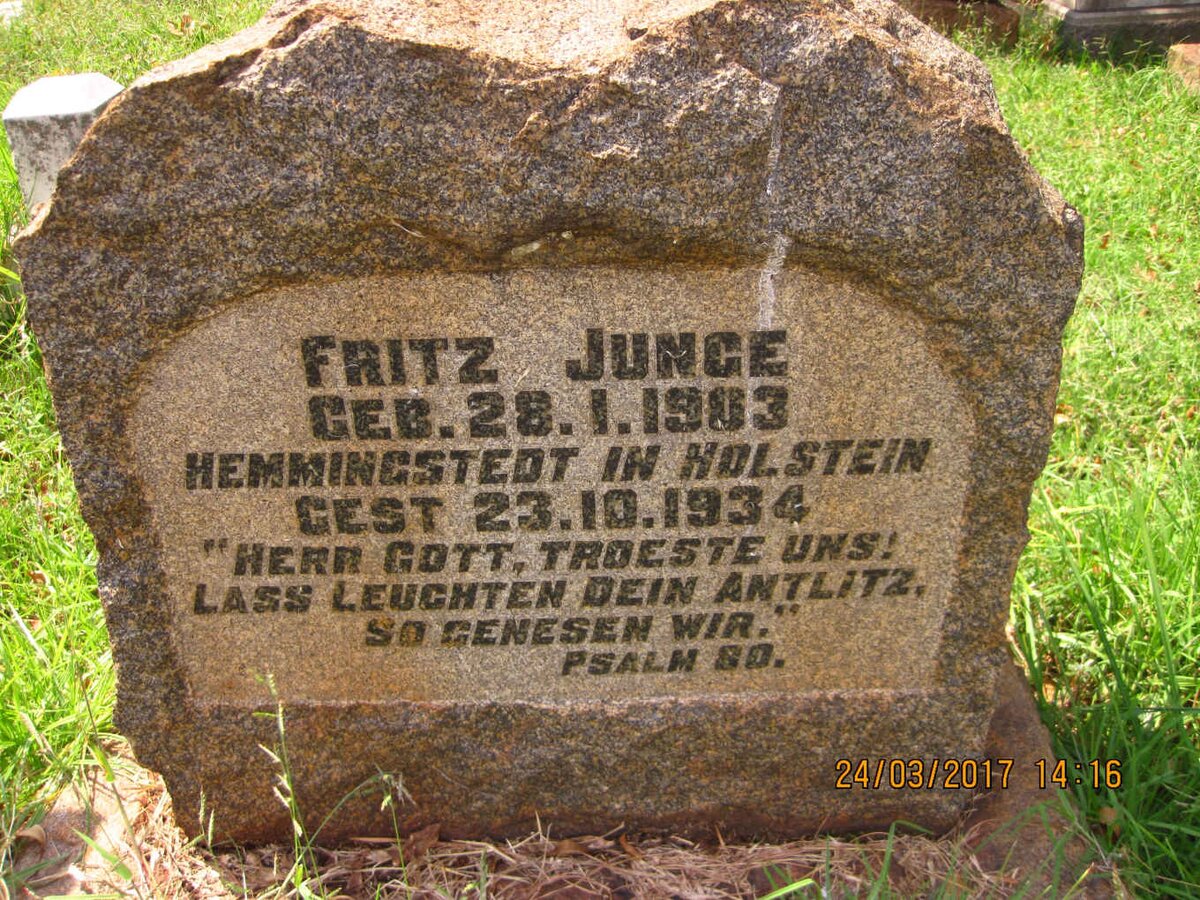 FRITZ JUNGE
GEB. 28.1.1903
HEMMINGSTEDT IN HOLSTEIN
GEST 23.10.1934
"HERR GOTT, TROESTE UNS!
LASS LEUCHTEN DEIN ANTLITZ,
SO GENESEN WIR."
PSALM 80.
24/03/2017 14:16